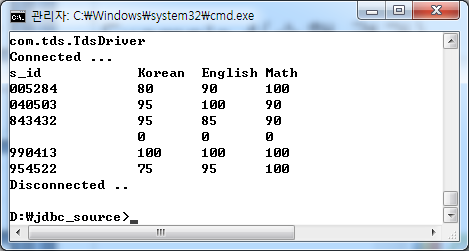 관리자: C:\Windows\system32\cmd.exe
com.tds.TdsDriver
Connected ...
s_id Korean English Math
005284 80 90 100
040503 95 100 90
843432 95 85 90
0 0 0
990413 100 100 100
954522 75 95 100
Disconnected ..
D:\jdbc_source>_